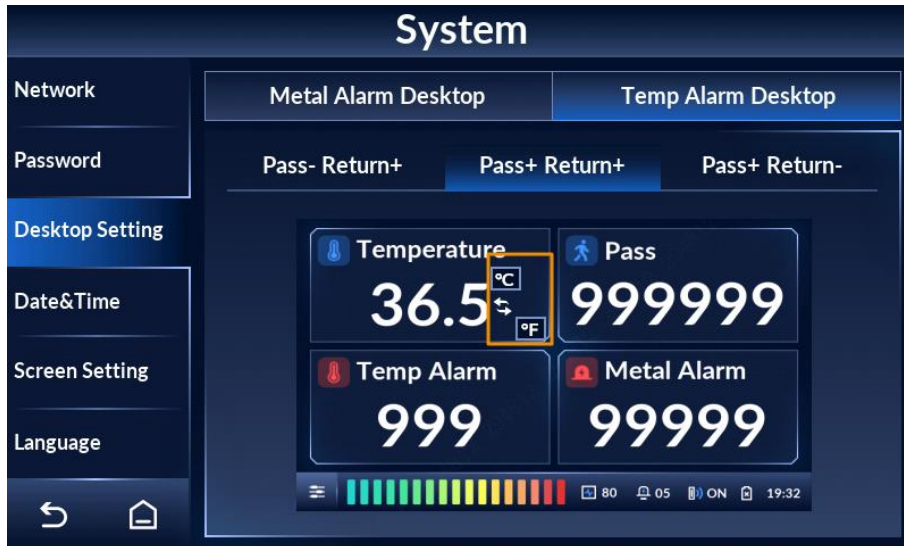 System
Network
Password
Desktop Setting
Date&Time
Screen Setting
Language
Metal Alarm Desktop
Temp Alarm Desktop
Pass- Return+
Pass+ Return+
Pass+ Return-
Temperature
36.5
°C
°F
Pass
999999
Temp Alarm
999
Metal Alarm
99999
80
05
ON
19:32